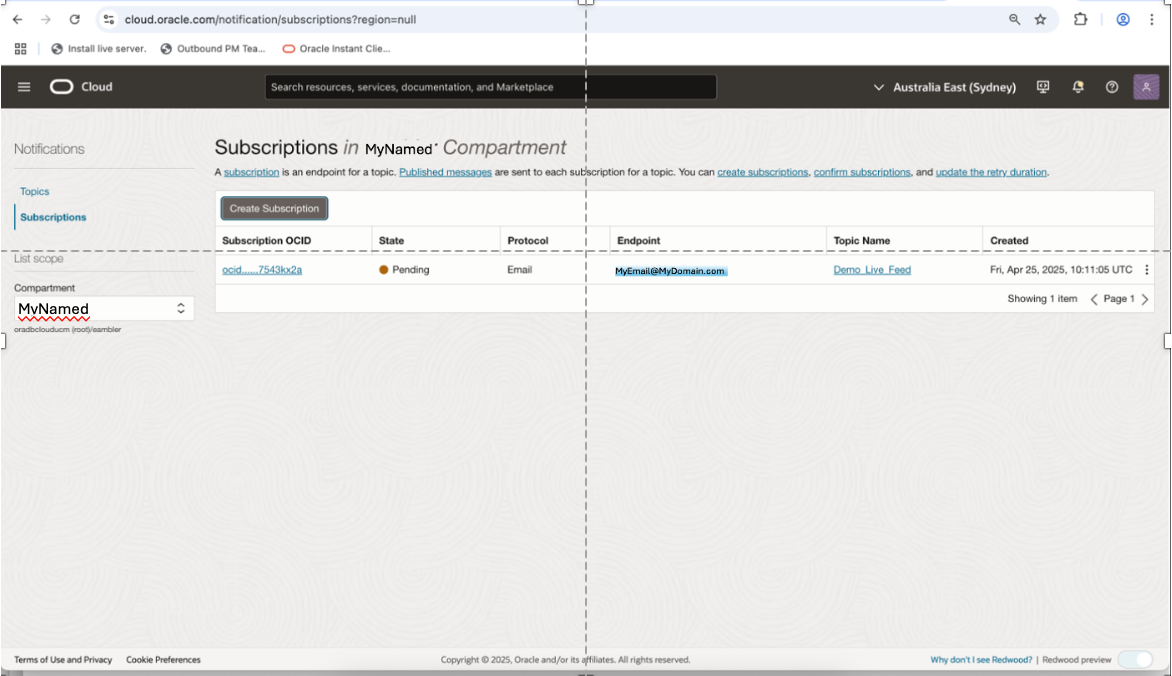 cloud.oracle.com/notification/subscriptions?region=null
Install live server. Outbound PM Tea... Oracle Instant Clie...
Cloud Search resources, services, documentation, and Marketplace Australia East (Sydney)
Notifications
Topics
Subscriptions
List scope
Compartment
MyNamed
oradbclouducm (root)/eambler
Subscriptions in MyNamed Compartment
A subscription is an endpoint for a topic. Published messages are sent to each subscription for a topic. You can create subscriptions, confirm subscriptions, and update the retry duration.
Create Subscription
Subscription OCID State Protocol Endpoint Topic Name Created
ocid......7543kx2a Pending Email MyEmail@MyDomain.com Demo_Live_Feed Fri, Apr 25, 2025, 10:11:05 UTC
Showing 1 item Page 1
Terms of Use and Privacy Cookie Preferences Copyright © 2025, Oracle and/or its affiliates. All rights reserved. Why don't I see Redwood? | Redwood preview